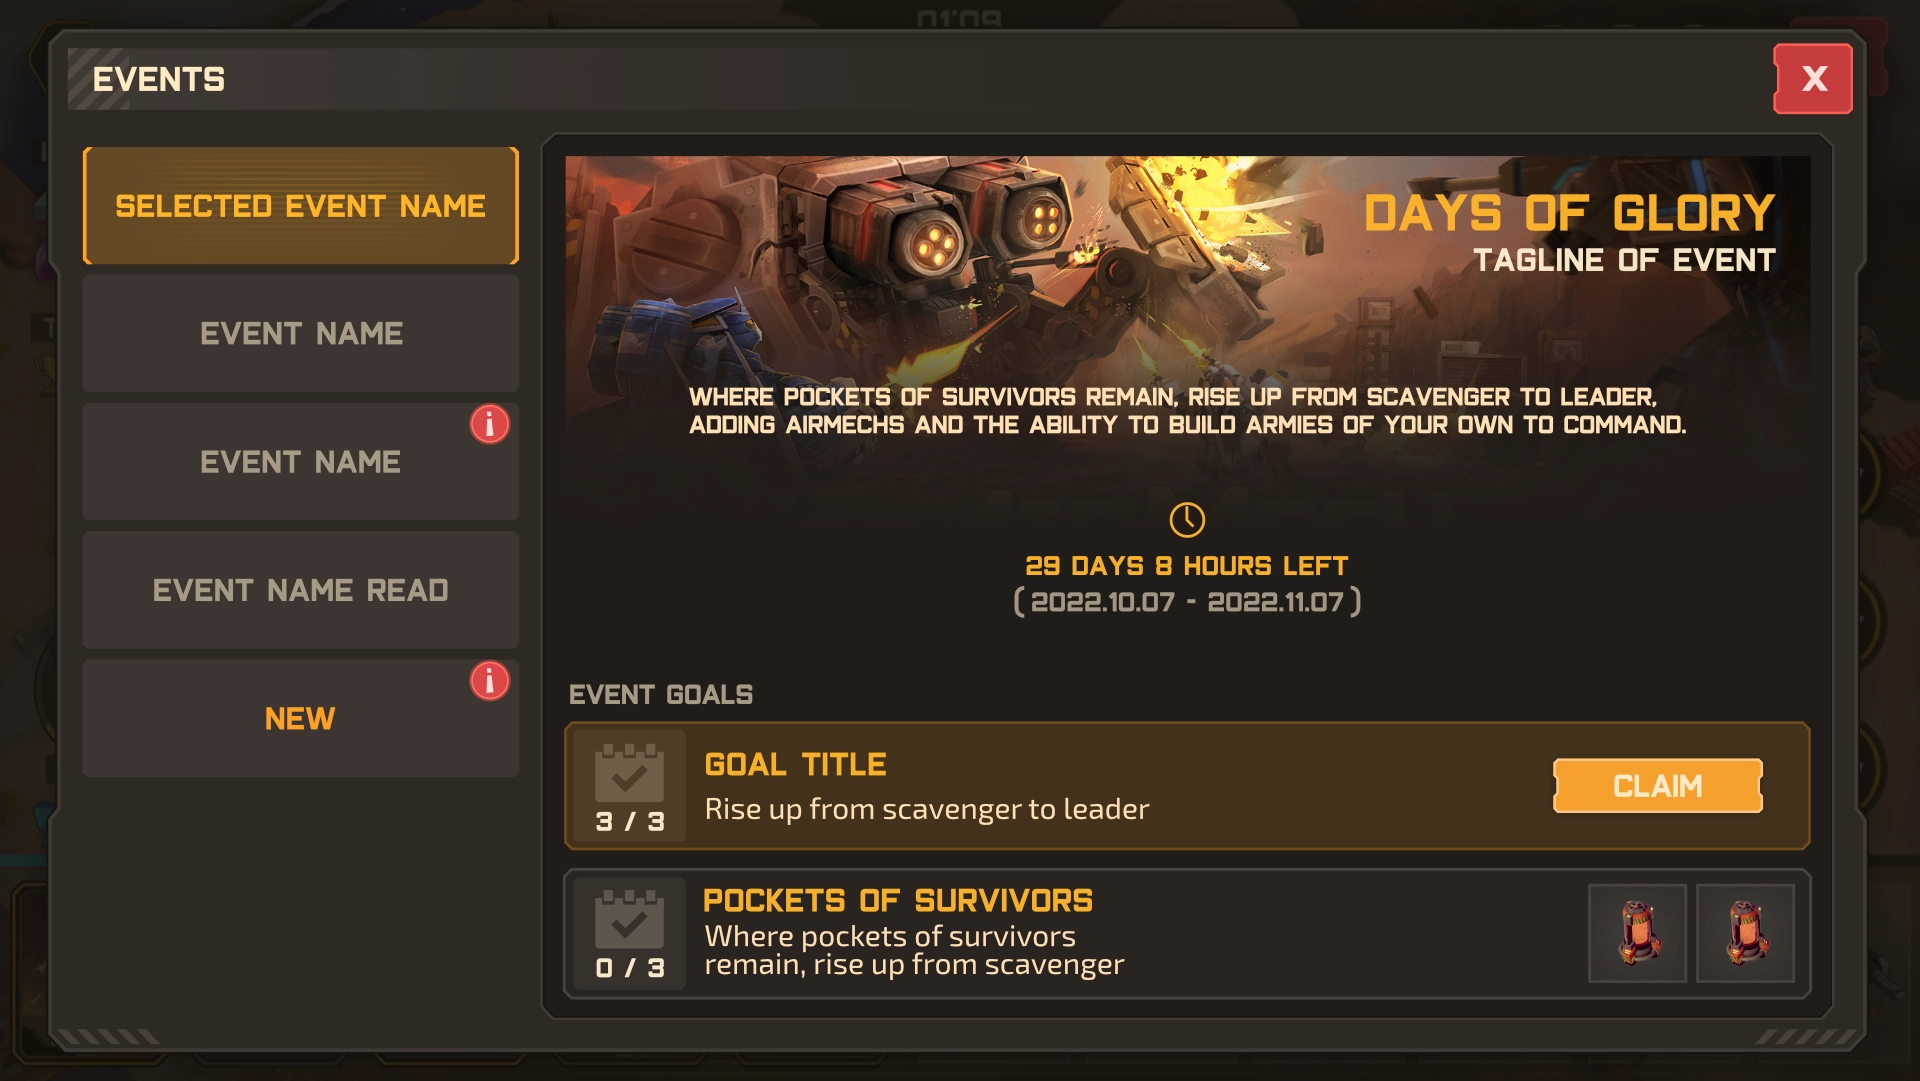 01:09
EVENTS
X
SELECTED EVENT NAME
EVENT NAME
EVENT NAME
EVENT NAME READ
NEW
DAYS OF GLORY
TAGLINE OF EVENT
WHERE POCKETS OF SURVIVORS REMAIN, RISE UP FROM SCAVENGER TO LEADER,
ADDING AIRMECHS AND THE ABILITY TO BUILD ARMIES OF YOUR OWN TO COMMAND.
29 DAYS 8 HOURS LEFT
( 2022.10.07 - 2022.11.07 )
EVENT GOALS
GOAL TITLE
Rise up from scavenger to leader
3 / 3
CLAIM
POCKETS OF SURVIVORS
Where pockets of survivors
remain, rise up from scavenger
0 / 3